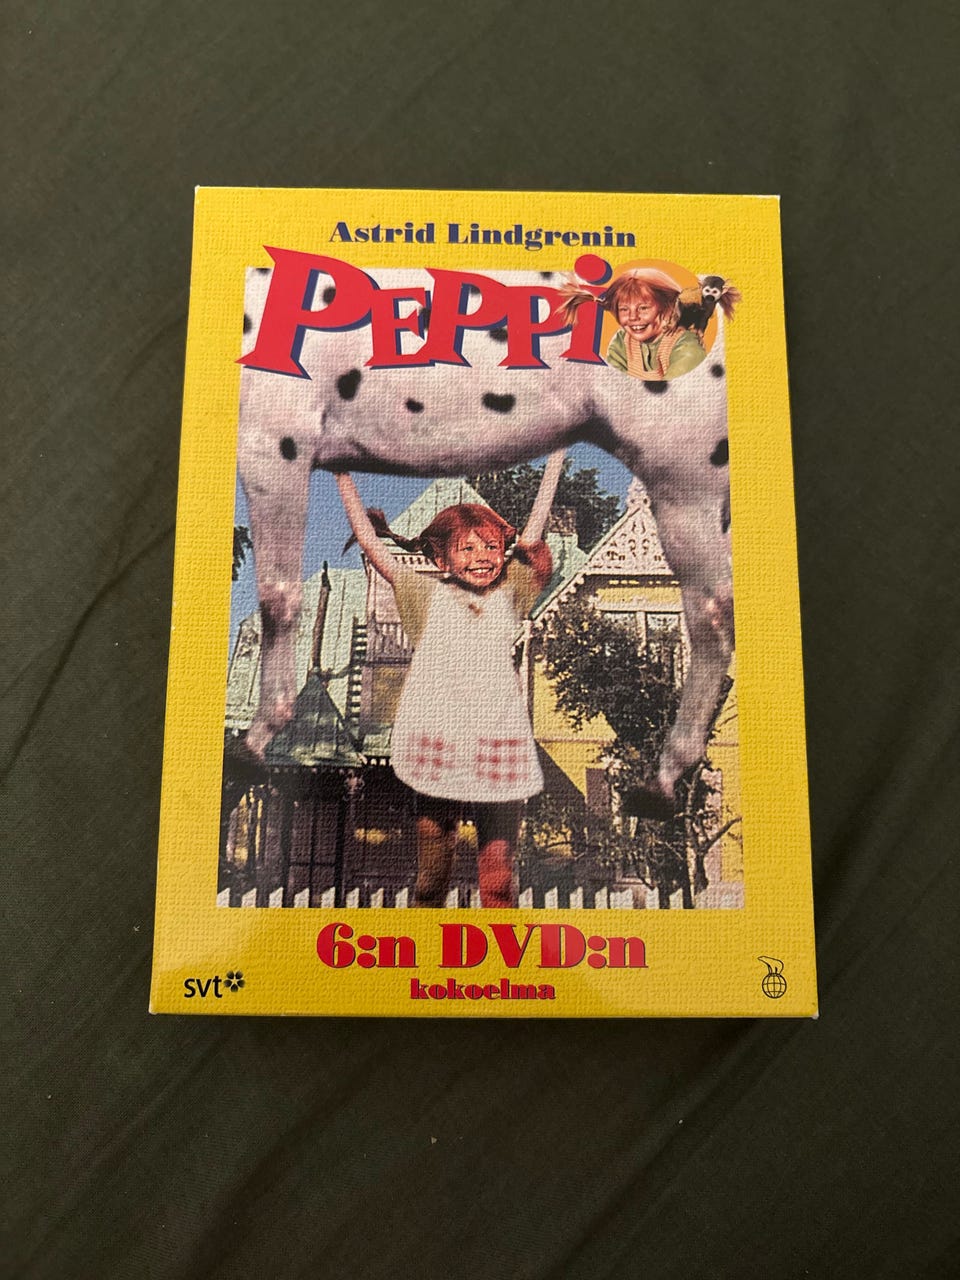 Astrid Lindgrenin
PEPPi
6:n DVD:n
kokoelma
svt